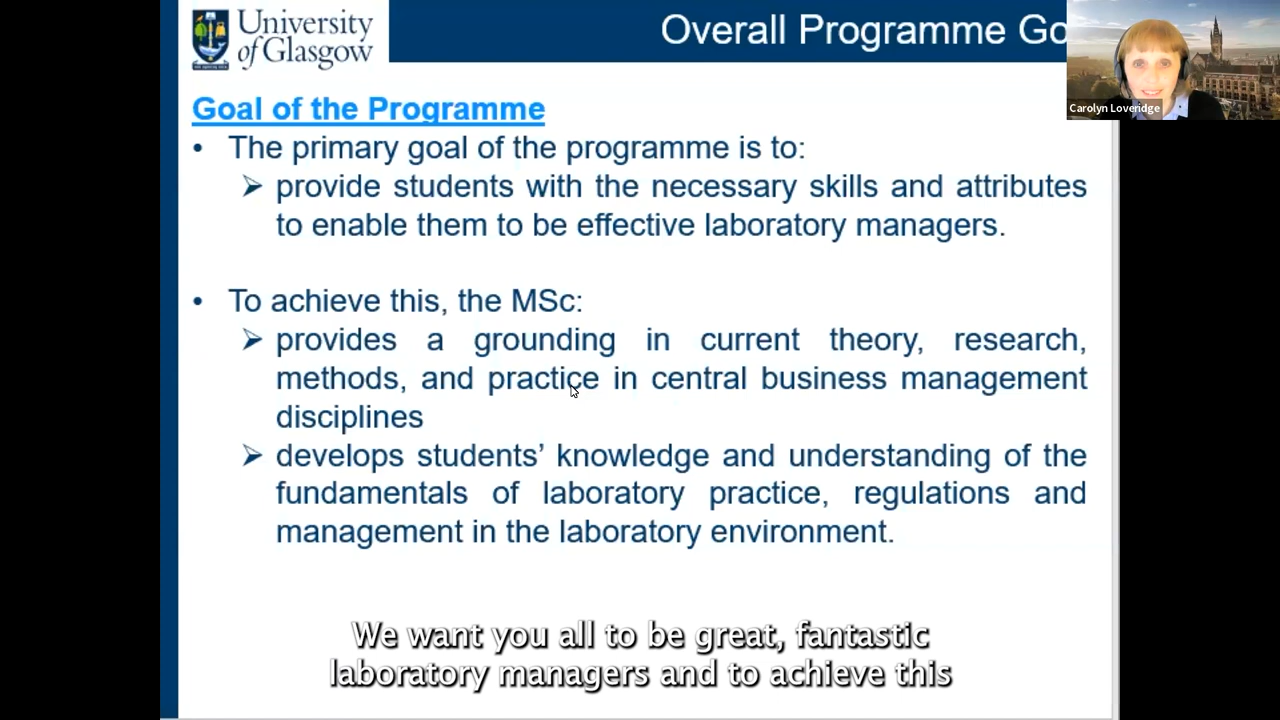 University
of Glasgow
Overall Programme Go
Carolyn Loveridge
Goal of the Programme
• The primary goal of the programme is to:
➢ provide students with the necessary skills and attributes
to enable them to be effective laboratory managers.
• To achieve this, the MSc:
➢ provides a grounding in current theory, research,
methods, and practice in central business management
disciplines
➢ develops students’ knowledge and understanding of the
fundamentals of laboratory practice, regulations and
management in the laboratory environment.
We want you all to be great, fantastic
laboratory managers and to achieve this